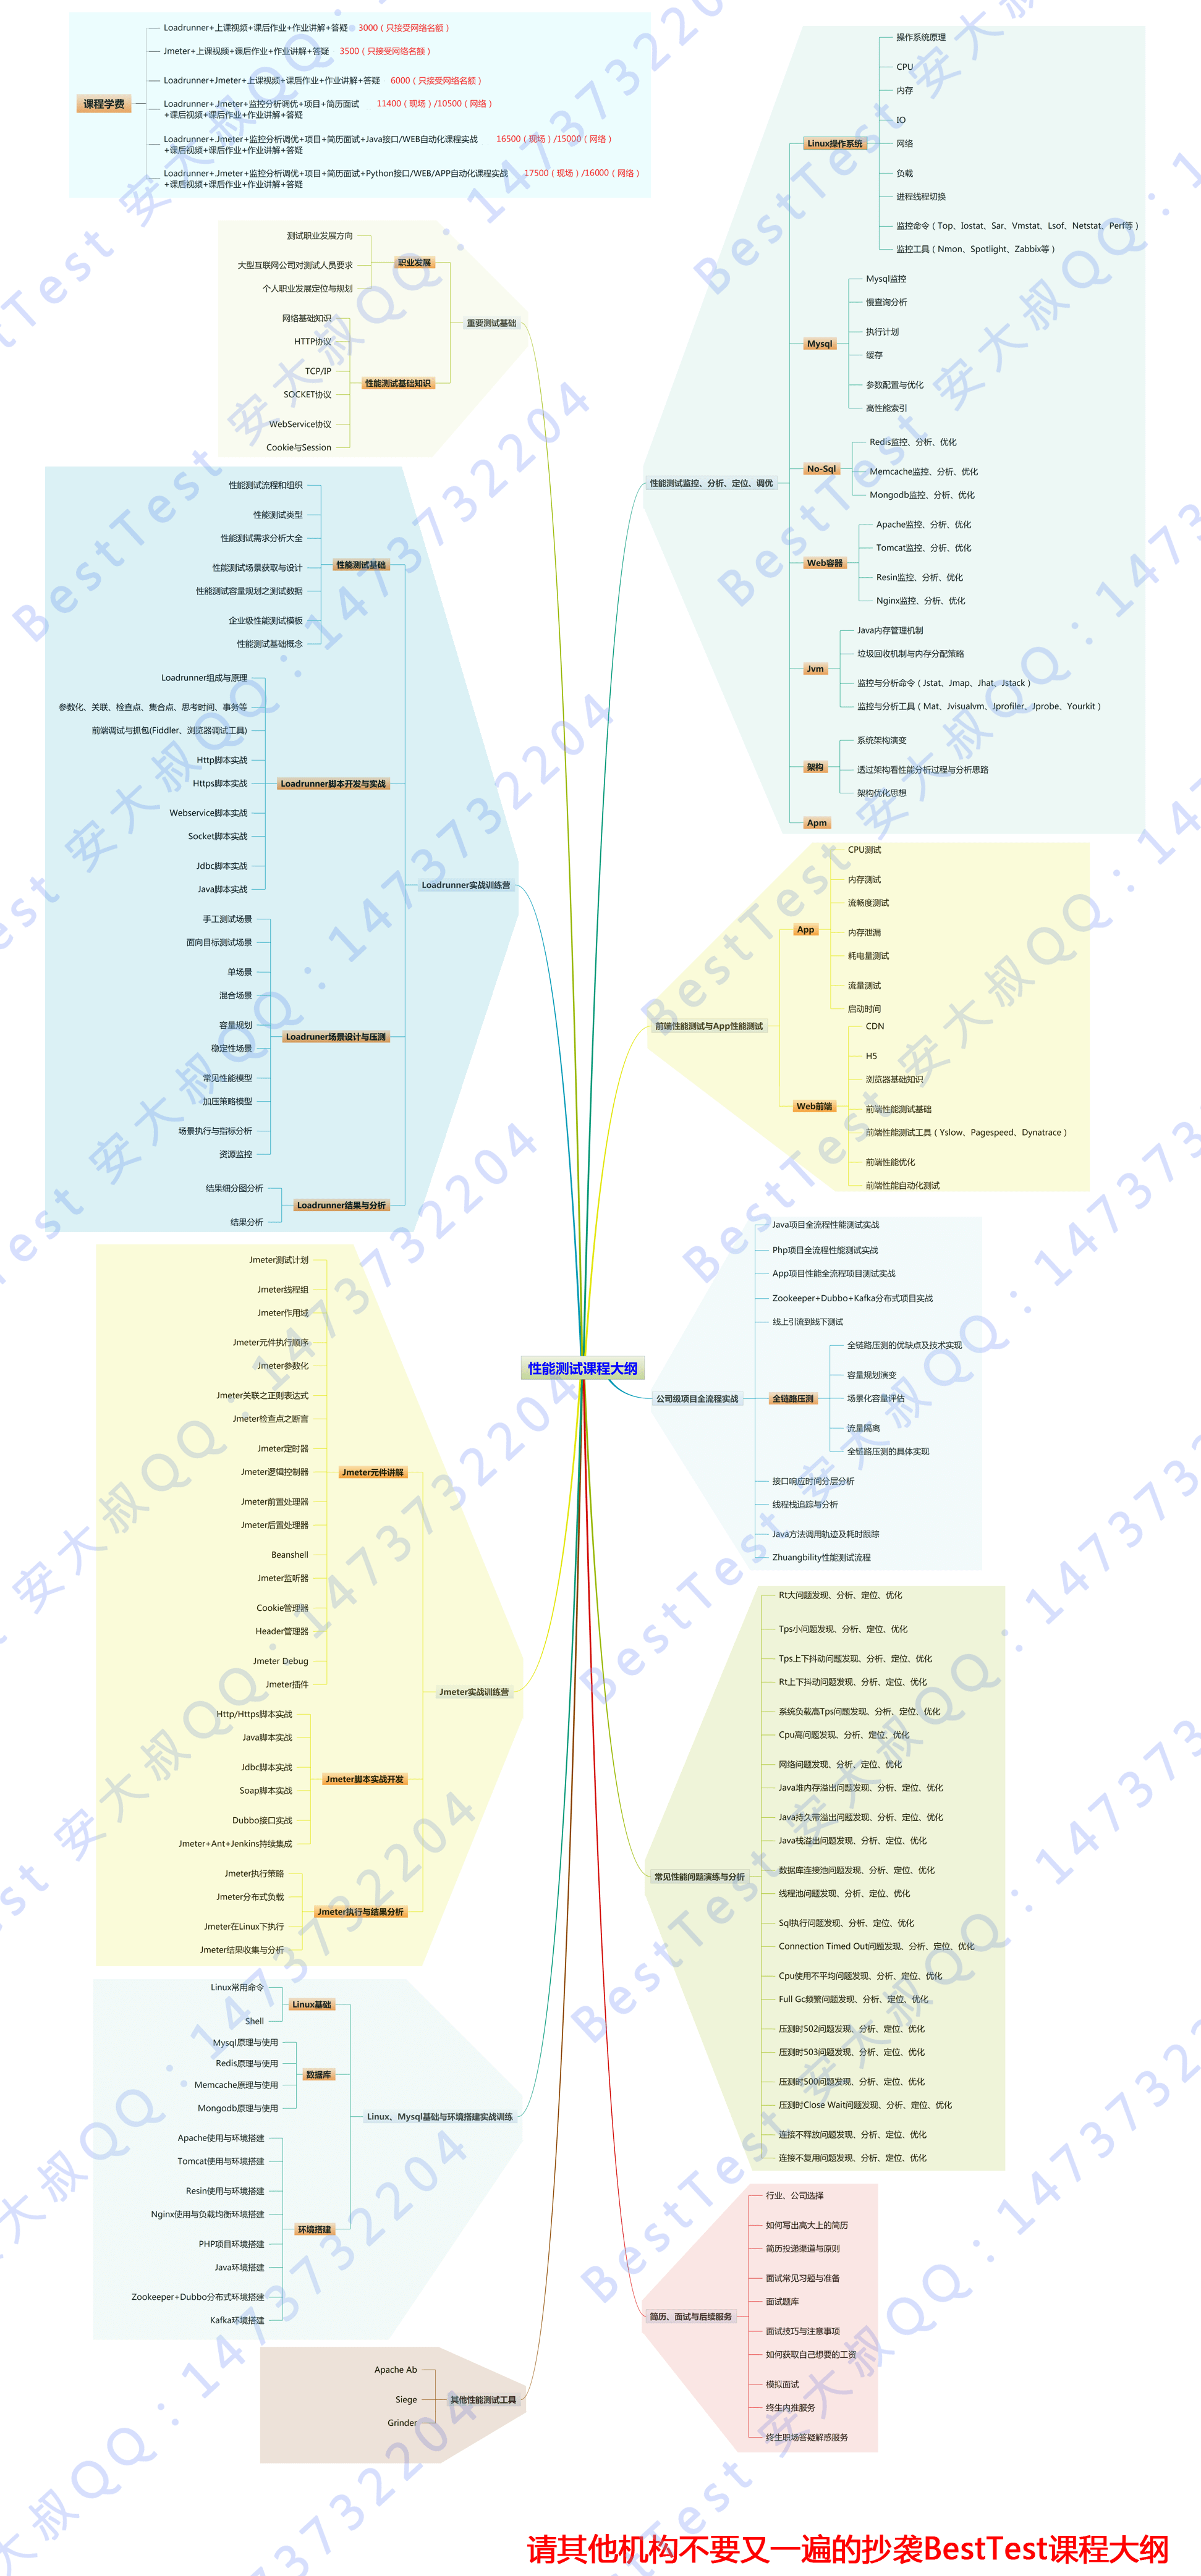 课程学费
Loadrunner+上课视频+课后作业+作业讲解+答疑 3000（只接受网络名额）
Jmeter+上课视频+课后作业+作业讲解+答疑 3500（只接受网络名额）
Loadrunner+Jmeter+上课视频+课后作业+作业讲解+答疑 6000（只接受网络名额）
Loadrunner+Jmeter+监控分析调优+项目+简历面试 11400（现场）/10500（网络）
+课后视频+课后作业+作业讲解+答疑
Loadrunner+Jmeter+监控分析调优+项目+简历面试+Java接口/WEB自动化课程实战 16500（现场）/15000（网络）
+课后视频+课后作业+作业讲解+答疑
Loadrunner+Jmeter+监控分析调优+项目+简历面试+Python接口/WEB/APP自动化课程实战 17500（现场）/16000（网络）
+课后视频+课后作业+作业讲解+答疑
性能测试课程大纲
重要测试基础
职业发展
测试职业发展方向
大型互联网公司对测试人员要求
个人职业发展定位与规划
性能测试基础知识
网络基础知识
HTTP协议
TCP/IP
SOCKET协议
WebService协议
Cookie与Session
Loadrunner实战训练营
性能测试基础
性能测试流程和组织
性能测试类型
性能测试需求分析大全
性能测试场景获取与设计
性能测试容量规划之测试数据
企业级性能测试模板
性能测试基础概念
Loadrunner脚本开发与实战
Loadrunner组成与原理
参数化、关联、检查点、集合点、思考时间、事务等
前端调试与抓包(Fiddler、浏览器调试工具)
Http脚本实战
Https脚本实战
Webservice脚本实战
Socket脚本实战
Jdbc脚本实战
Java脚本实战
Loadruner场景设计与压测
手工测试场景
面向目标测试场景
单场景
混合场景
容量规划
稳定性场景
常见性能模型
加压策略模型
场景执行与指标分析
资源监控
Loadrunner结果与分析
结果细分图分析
结果分析
Jmeter实战训练营
Jmeter元件讲解
Jmeter测试计划
Jmeter线程组
Jmeter作用域
Jmeter元件执行顺序
Jmeter参数化
Jmeter关联之正则表达式
Jmeter检查点之断言
Jmeter定时器
Jmeter逻辑控制器
Jmeter前置处理器
Jmeter后置处理器
Beanshell
Jmeter监听器
Cookie管理器
Header管理器
Jmeter Debug
Jmeter插件
Jmeter脚本实战开发
Http/Https脚本实战
Java脚本实战
Jdbc脚本实战
Soap脚本实战
Dubbo接口实战
Jmeter+Ant+Jenkins持续集成
Jmeter执行与结果分析
Jmeter执行策略
Jmeter分布式负载
Jmeter在Linux下执行
Jmeter结果收集与分析
Linux、Mysql基础与环境搭建实战训练
Linux基础
Linux常用命令
Shell
数据库
Mysql原理与使用
Redis原理与使用
Memcache原理与使用
Mongodb原理与使用
环境搭建
Apache使用与环境搭建
Tomcat使用与环境搭建
Resin使用与环境搭建
Nginx使用与负载均衡环境搭建
PHP项目环境搭建
Java环境搭建
Zookeeper+Dubbo分布式环境搭建
Kafka环境搭建
其他性能测试工具
Apache Ab
Siege
Grinder
性能测试监控、分析、定位、调优
Linux操作系统
操作系统原理
CPU
内存
IO
网络
负载
进程线程切换
监控命令（Top、Iostat、Sar、Vmstat、Lsof、Netstat、Perf等）
监控工具（Nmon、Spotlight、Zabbix等）
Mysql
Mysql监控
慢查询分析
执行计划
缓存
参数配置与优化
高性能索引
No-Sql
Redis监控、分析、优化
Memcache监控、分析、优化
Mongodb监控、分析、优化
Web容器
Apache监控、分析、优化
Tomcat监控、分析、优化
Resin监控、分析、优化
Nginx监控、分析、优化
Jvm
Java内存管理机制
垃圾回收机制与内存分配策略
监控与分析命令（Jstat、Jmap、Jhat、Jstack）
监控与分析工具（Mat、Jvisualvm、Jprofiler、Jprobe、Yourkit）
架构
系统架构演变
透过架构看性能分析过程与分析思路
架构优化思想
Apm
前端性能测试与App性能测试
App
CPU测试
内存测试
流畅度测试
内存泄漏
耗电量测试
流量测试
启动时间
Web前端
CDN
H5
浏览器基础知识
前端性能测试基础
前端性能测试工具（Yslow、Pagespeed、Dynatrace）
前端性能优化
前端性能自动化测试
公司级项目全流程实战
Java项目全流程性能测试实战
Php项目全流程性能测试实战
App项目性能全流程项目测试实战
Zookeeper+Dubbo+Kafka分布式项目实战
线上引流到线下测试
全链路压测
全链路压测的优缺点及技术实现
容量规划演变
场景化容量评估
流量隔离
全链路压测的具体实现
接口响应时间分层分析
线程栈追踪与分析
Java方法调用轨迹及耗时跟踪
Zhuangbility性能测试流程
常见性能问题演练与分析
Rt大问题发现、分析、定位、优化
Tps小问题发现、分析、定位、优化
Tps上下抖动问题发现、分析、定位、优化
Rt上下抖动问题发现、分析、定位、优化
系统负载高Tps问题发现、分析、定位、优化
Cpu高问题发现、分析、定位、优化
网络问题发现、分析、定位、优化
Java堆内存溢出问题发现、分析、定位、优化
Java持久带溢出问题发现、分析、定位、优化
Java栈溢出问题发现、分析、定位、优化
数据库连接池问题发现、分析、定位、优化
线程池问题发现、分析、定位、优化
Sql执行问题发现、分析、定位、优化
Connection Timed Out问题发现、分析、定位、优化
Cpu使用不平均问题发现、分析、定位、优化
Full Gc频繁问题发现、分析、定位、优化
压测时502问题发现、分析、定位、优化
压测时503问题发现、分析、定位、优化
压测时500问题发现、分析、定位、优化
压测时Close Wait问题发现、分析、定位、优化
连接不释放问题发现、分析、定位、优化
连接不复用问题发现、分析、定位、优化
简历、面试与后续服务
行业、公司选择
如何写出高大上的简历
简历投递渠道与原则
面试常见习题与准备
面试题库
面试技巧与注意事项
如何获取自己想要的工资
模拟面试
终生内推服务
终生职场答疑解惑服务
请其他机构不要又一遍的抄袭BestTest课程大纲
BestTest 安大叔QQ：1473732204